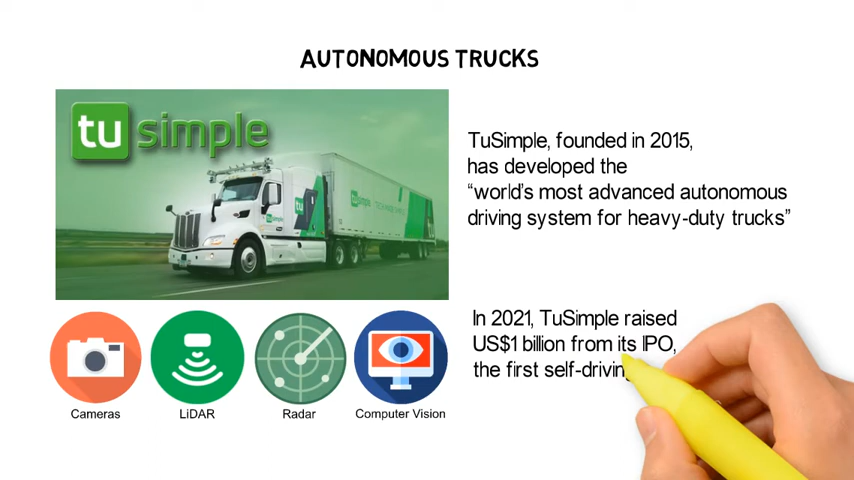 AUTONOMOUS TRUCKS
tu simple
TuSimple, founded in 2015,
has developed the
“world's most advanced autonomous
driving system for heavy-duty trucks”
In 2021, TuSimple raised
US$1 billion from its IPO,
the first self-driving
Cameras
LiDAR
Radar
Computer Vision